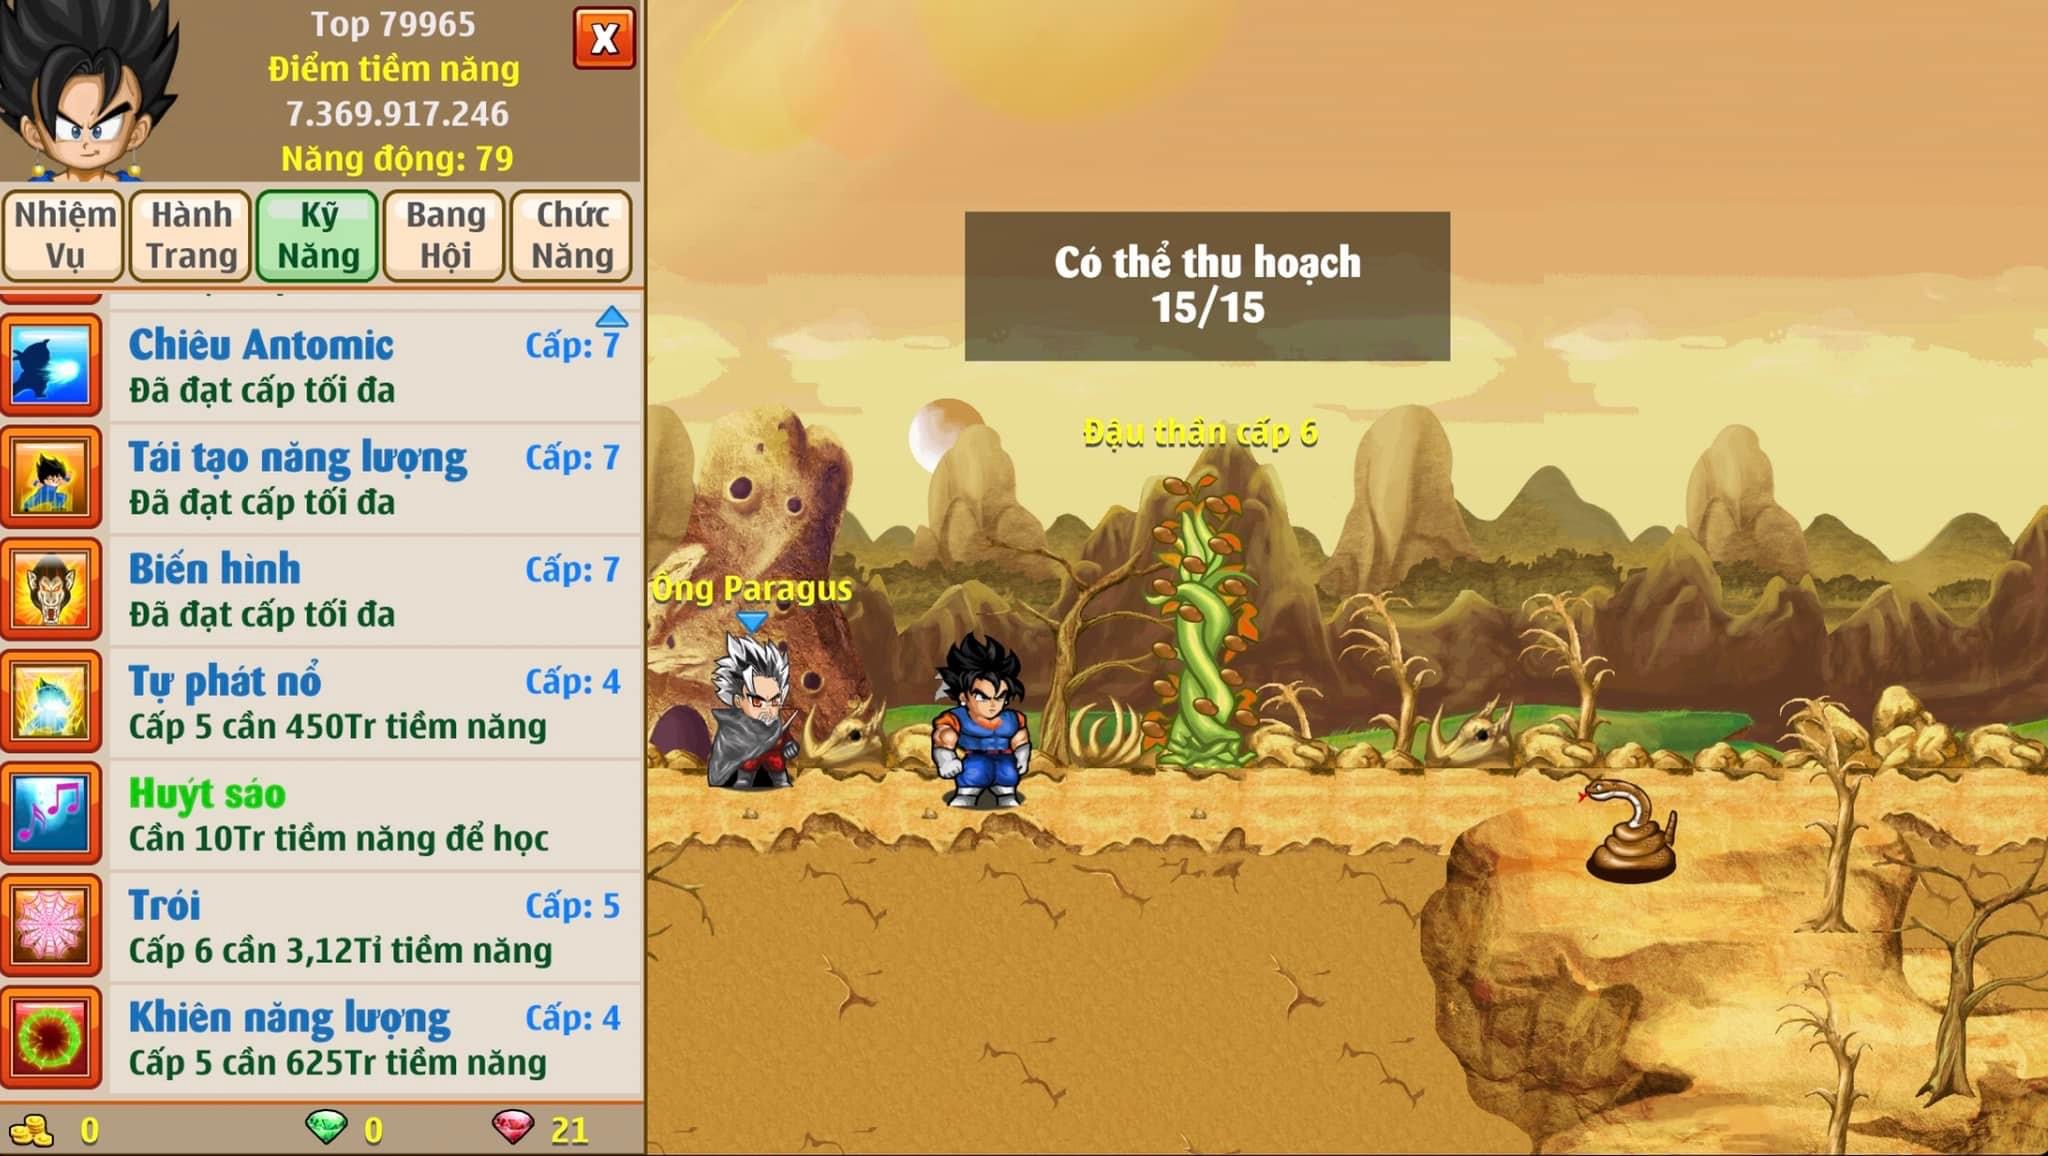 Top 79965
Điểm tiềm năng
7.369.917.246
Năng động: 79
X
Nhiệm Vụ
Hành Trang
Kỹ Năng
Bang Hội
Chức Năng
Chiêu Antomic Cấp: 7
Đã đạt cấp tối đa
Tái tạo năng lượng Cấp: 7
Đã đạt cấp tối đa
Biến hình Cấp: 7
Đã đạt cấp tối đa
Tự phát nổ Cấp: 4
Cấp 5 cần 450Tr tiềm năng
Huýt sáo
Cần 10Tr tiềm năng để học
Trói Cấp: 5
Cấp 6 cần 3,12Tỉ tiềm năng
Khiên năng lượng Cấp: 4
Cấp 5 cần 625Tr tiềm năng
0 0 21
Có thể thu hoạch
15/15
Đậu thần cấp 6
Ông Paragus